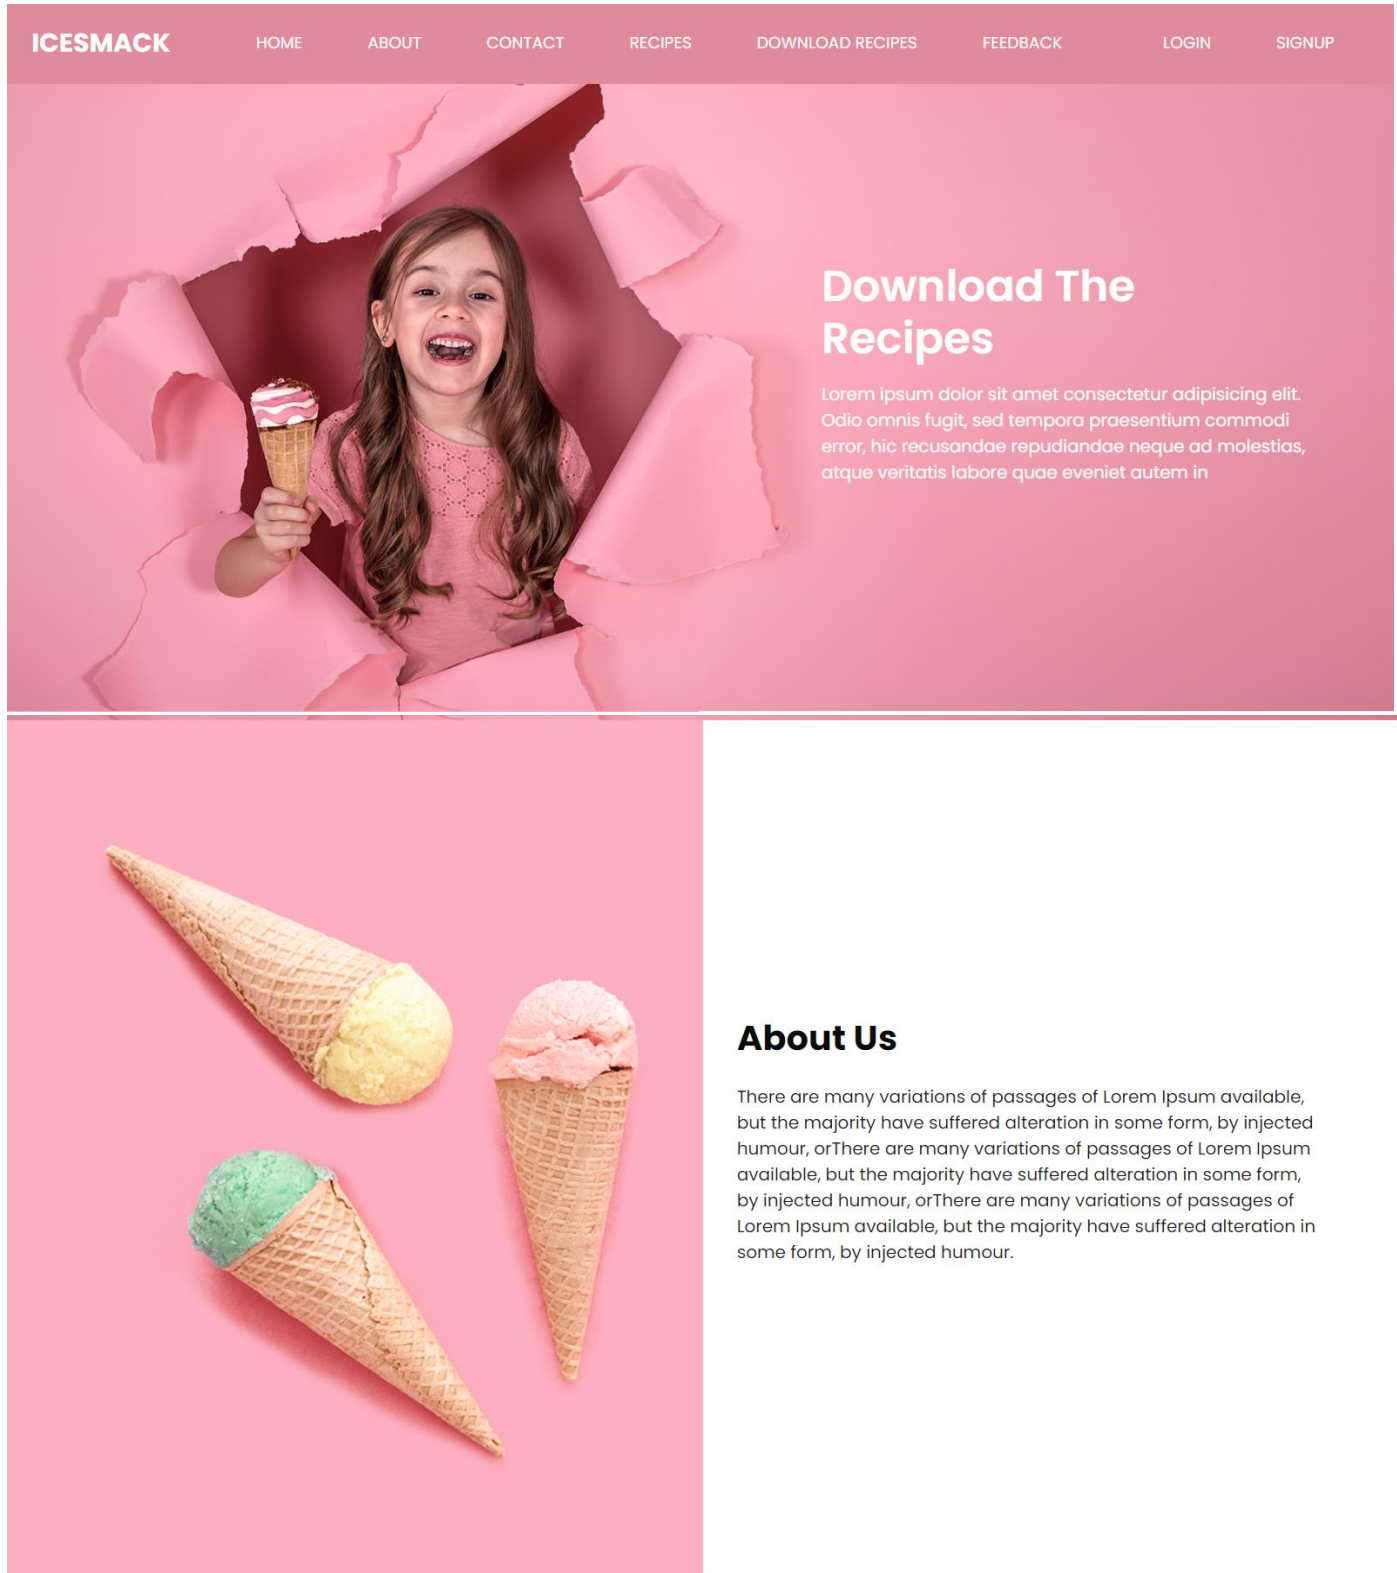 ICESMACK HOME ABOUT CONTACT RECIPES DOWNLOAD RECIPES FEEDBACK LOGIN SIGNUP
Download The
Recipes
Lorem ipsum dolor sit amet consectetur adipisicing elit.
Odio omnis fugit, sed tempora praesentium commodi
error, hic recusandae repudiandae neque ad molestias,
atque veritatis labore quae eveniet autem in
About Us
There are many variations of passages of Lorem Ipsum available,
but the majority have suffered alteration in some form, by injected
humour, orThere are many variations of passages of Lorem Ipsum
available, but the majority have suffered alteration in some form,
by injected humour, orThere are many variations of passages of
Lorem Ipsum available, but the majority have suffered alteration in
some form, by injected humour.